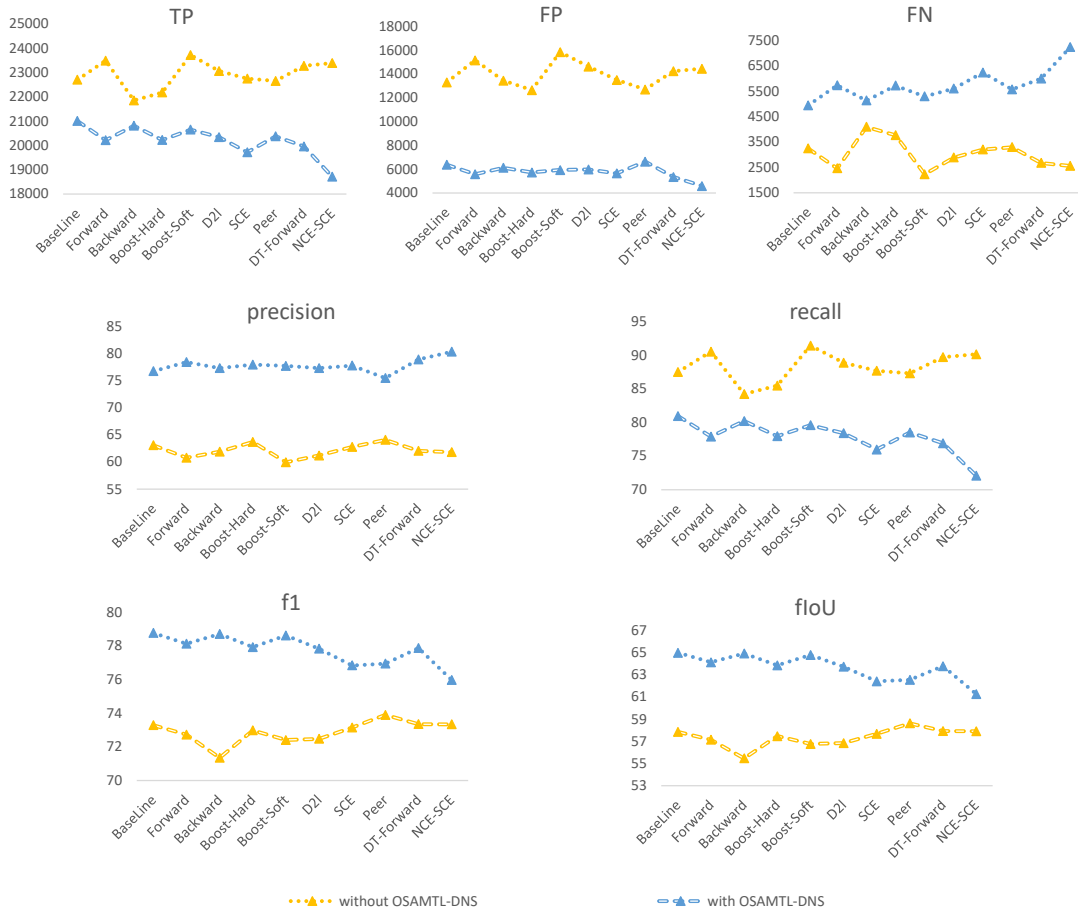 TP
25000
24000
23000
22000
21000
20000
19000
18000
BaseLine
Forward
Backward
Boost-Hard
Boost-Soft
D2l
SCE
Peer
DT-Forward
NCE-SCE
FP
18000
16000
14000
12000
10000
8000
6000
4000
BaseLine
Forward
Backward
Boost-Hard
Boost-Soft
D2l
SCE
Peer
DT-Forward
NCE-SCE
FN
7500
6500
5500
4500
3500
2500
1500
BaseLine
Forward
Backward
Boost-Hard
Boost-Soft
D2l
SCE
Peer
DT-Forward
NCE-SCE
precision
85
80
75
70
65
60
55
BaseLine
Forward
Backward
Boost-Hard
Boost-Soft
D2l
SCE
Peer
DT-Forward
NCE-SCE
recall
95
90
85
80
75
70
BaseLine
Forward
Backward
Boost-Hard
Boost-Soft
D2l
SCE
Peer
DT-Forward
NCE-SCE
f1
80
78
76
74
72
70
BaseLine
Forward
Backward
Boost-Hard
Boost-Soft
D2l
SCE
Peer
DT-Forward
NCE-SCE
fIoU
67
65
63
61
59
57
55
53
BaseLine
Forward
Backward
Boost-Hard
Boost-Soft
D2l
SCE
Peer
DT-Forward
NCE-SCE
without OSAMTL-DNS
with OSAMTL-DNS